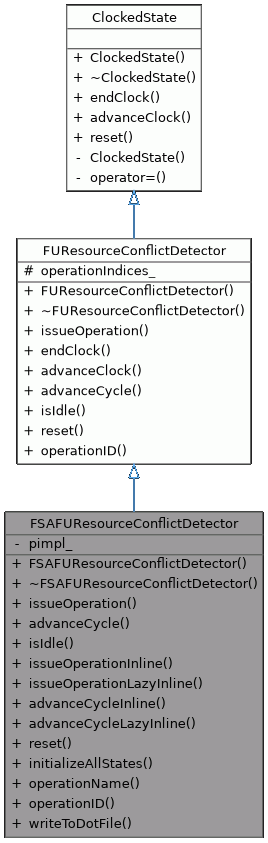 ClockedState
+ ClockedState()
+ ~ClockedState()
+ endClock()
+ advanceClock()
+ reset()
- ClockedState()
- operator=()
FUResourceConflictDetector
# operationIndices_
+ FUResourceConflictDetector()
+ ~FUResourceConflictDetector()
+ issueOperation()
+ endClock()
+ advanceClock()
+ advanceCycle()
+ isIdle()
+ reset()
+ operationID()
FSAFUResourceConflictDetector
- pimpl_
+ FSAFUResourceConflictDetector()
+ ~FSAFUResourceConflictDetector()
+ issueOperation()
+ advanceCycle()
+ isIdle()
+ issueOperationInline()
+ issueOperationLazyInline()
+ advanceCycleInline()
+ advanceCycleLazyInline()
+ reset()
+ initializeAllStates()
+ operationName()
+ operationID()
+ writeToDotFile()